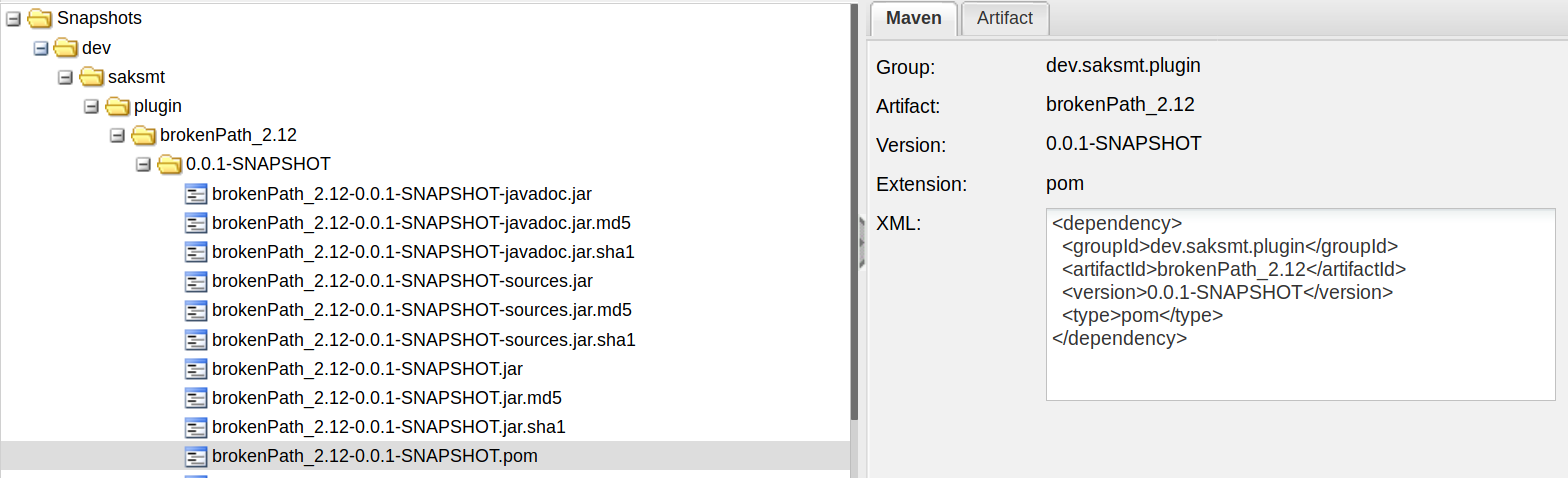 Snapshots
dev
saksmt
plugin
brokenPath_2.12
0.0.1-SNAPSHOT
brokenPath_2.12-0.0.1-SNAPSHOT-javadoc.jar
brokenPath_2.12-0.0.1-SNAPSHOT-javadoc.jar.md5
brokenPath_2.12-0.0.1-SNAPSHOT-javadoc.jar.sha1
brokenPath_2.12-0.0.1-SNAPSHOT-sources.jar
brokenPath_2.12-0.0.1-SNAPSHOT-sources.jar.md5
brokenPath_2.12-0.0.1-SNAPSHOT-sources.jar.sha1
brokenPath_2.12-0.0.1-SNAPSHOT.jar
brokenPath_2.12-0.0.1-SNAPSHOT.jar.md5
brokenPath_2.12-0.0.1-SNAPSHOT.jar.sha1
brokenPath_2.12-0.0.1-SNAPSHOT.pom
Maven Artifact
Group: dev.saksmt.plugin
Artifact: brokenPath_2.12
Version: 0.0.1-SNAPSHOT
Extension: pom
XML: <dependency>
<groupId>dev.saksmt.plugin</groupId>
<artifactId>brokenPath_2.12</artifactId>
<version>0.0.1-SNAPSHOT</version>
<type>pom</type>
</dependency>